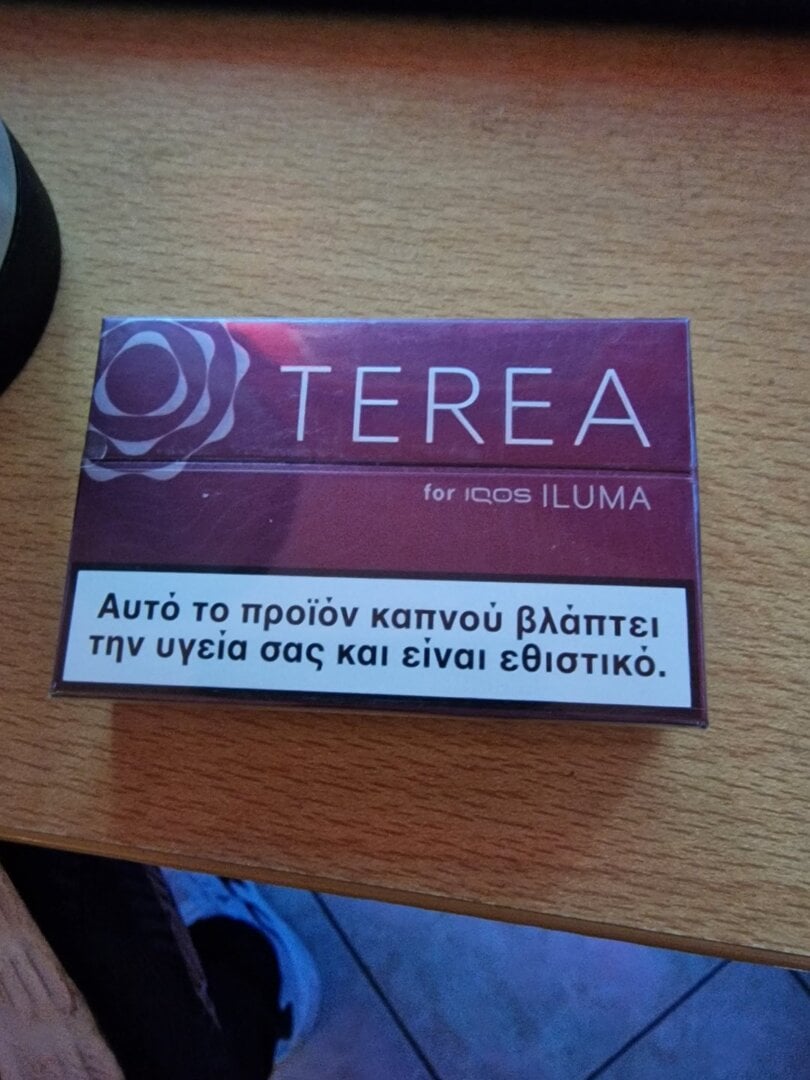 TEREA
for IQOS ILUMA
Αυτό το προϊόν καπνού βλάπτει
την υγεία σας και είναι εθιστικό.